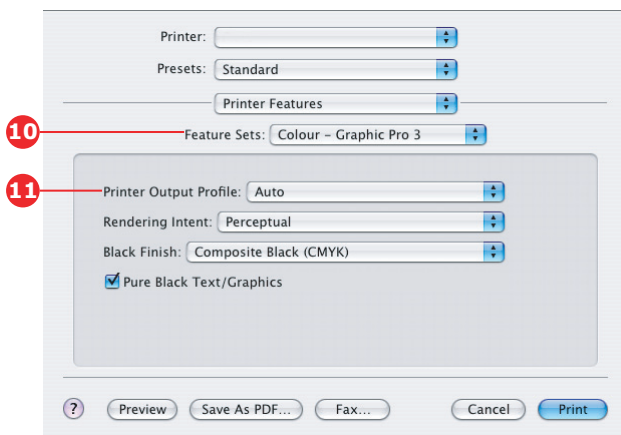 Printer:
Presets: Standard
Printer Features
10 Feature Sets: Colour – Graphic Pro 3
11 Printer Output Profile: Auto
Rendering Intent: Perceptual
Black Finish: Composite Black (CMYK)
Pure Black Text/Graphics
? Preview Save As PDF... Fax... Cancel Print